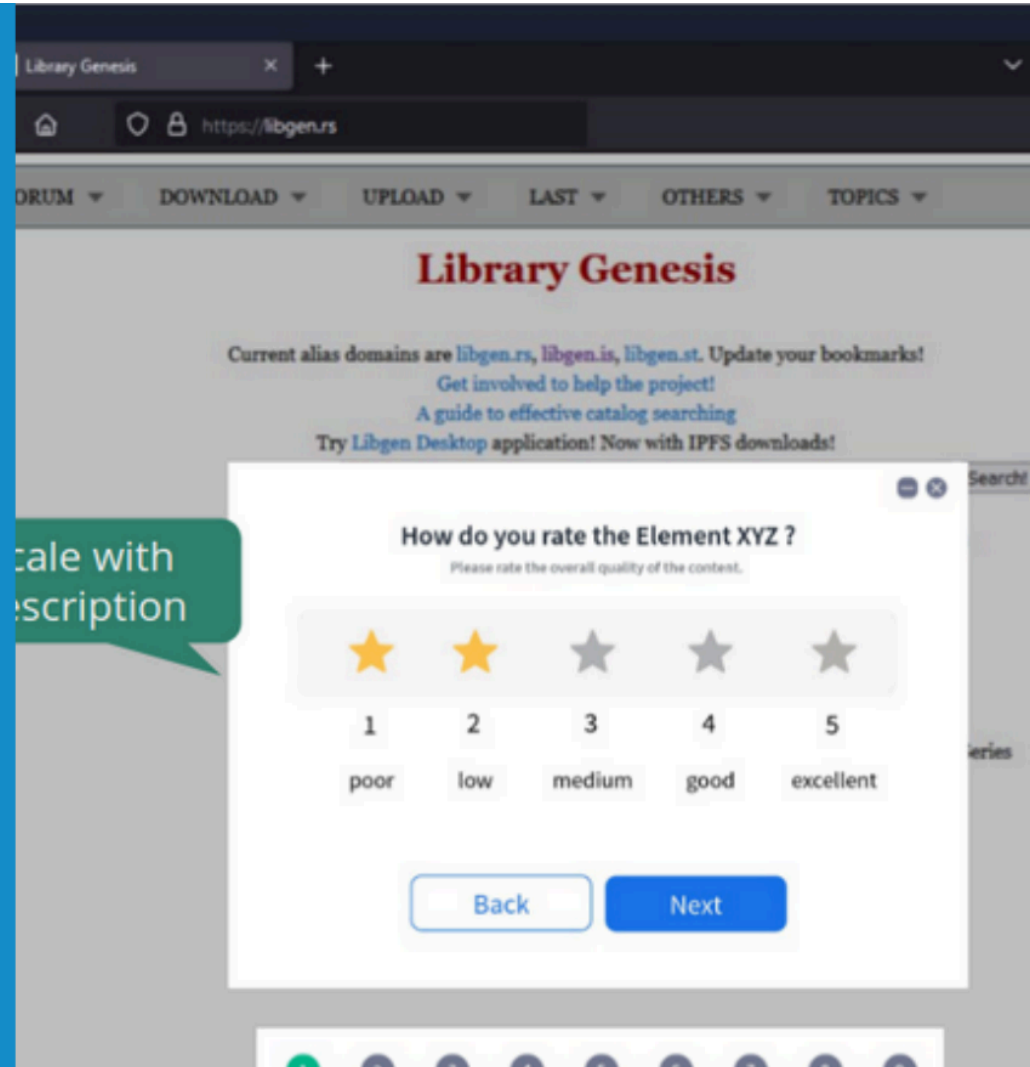 Library Genesis
https://libgen.rs
ORUM DOWNLOAD UPLOAD LAST OTHERS TOPICS
Library Genesis
Current alias domains are libgen.rs, libgen.is, libgen.st. Update your bookmarks!
Get involved to help the project!
A guide to effective catalog searching
Try Libgen Desktop application! Now with IPFS downloads!
Search!
How do you rate the Element XYZ ?
Please rate the overall quality of the content.
cale with
escription
1 2 3 4 5
poor low medium good excellent
eries
Back Next